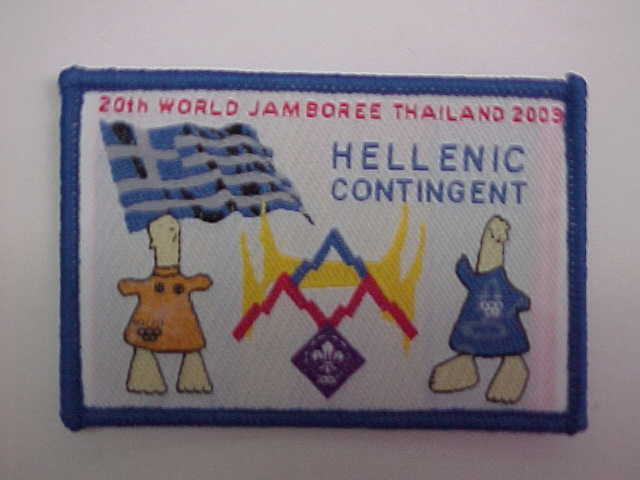 20th WORLD JAMBOREE THAILAND 2003
HELLENIC
CONTINGENT